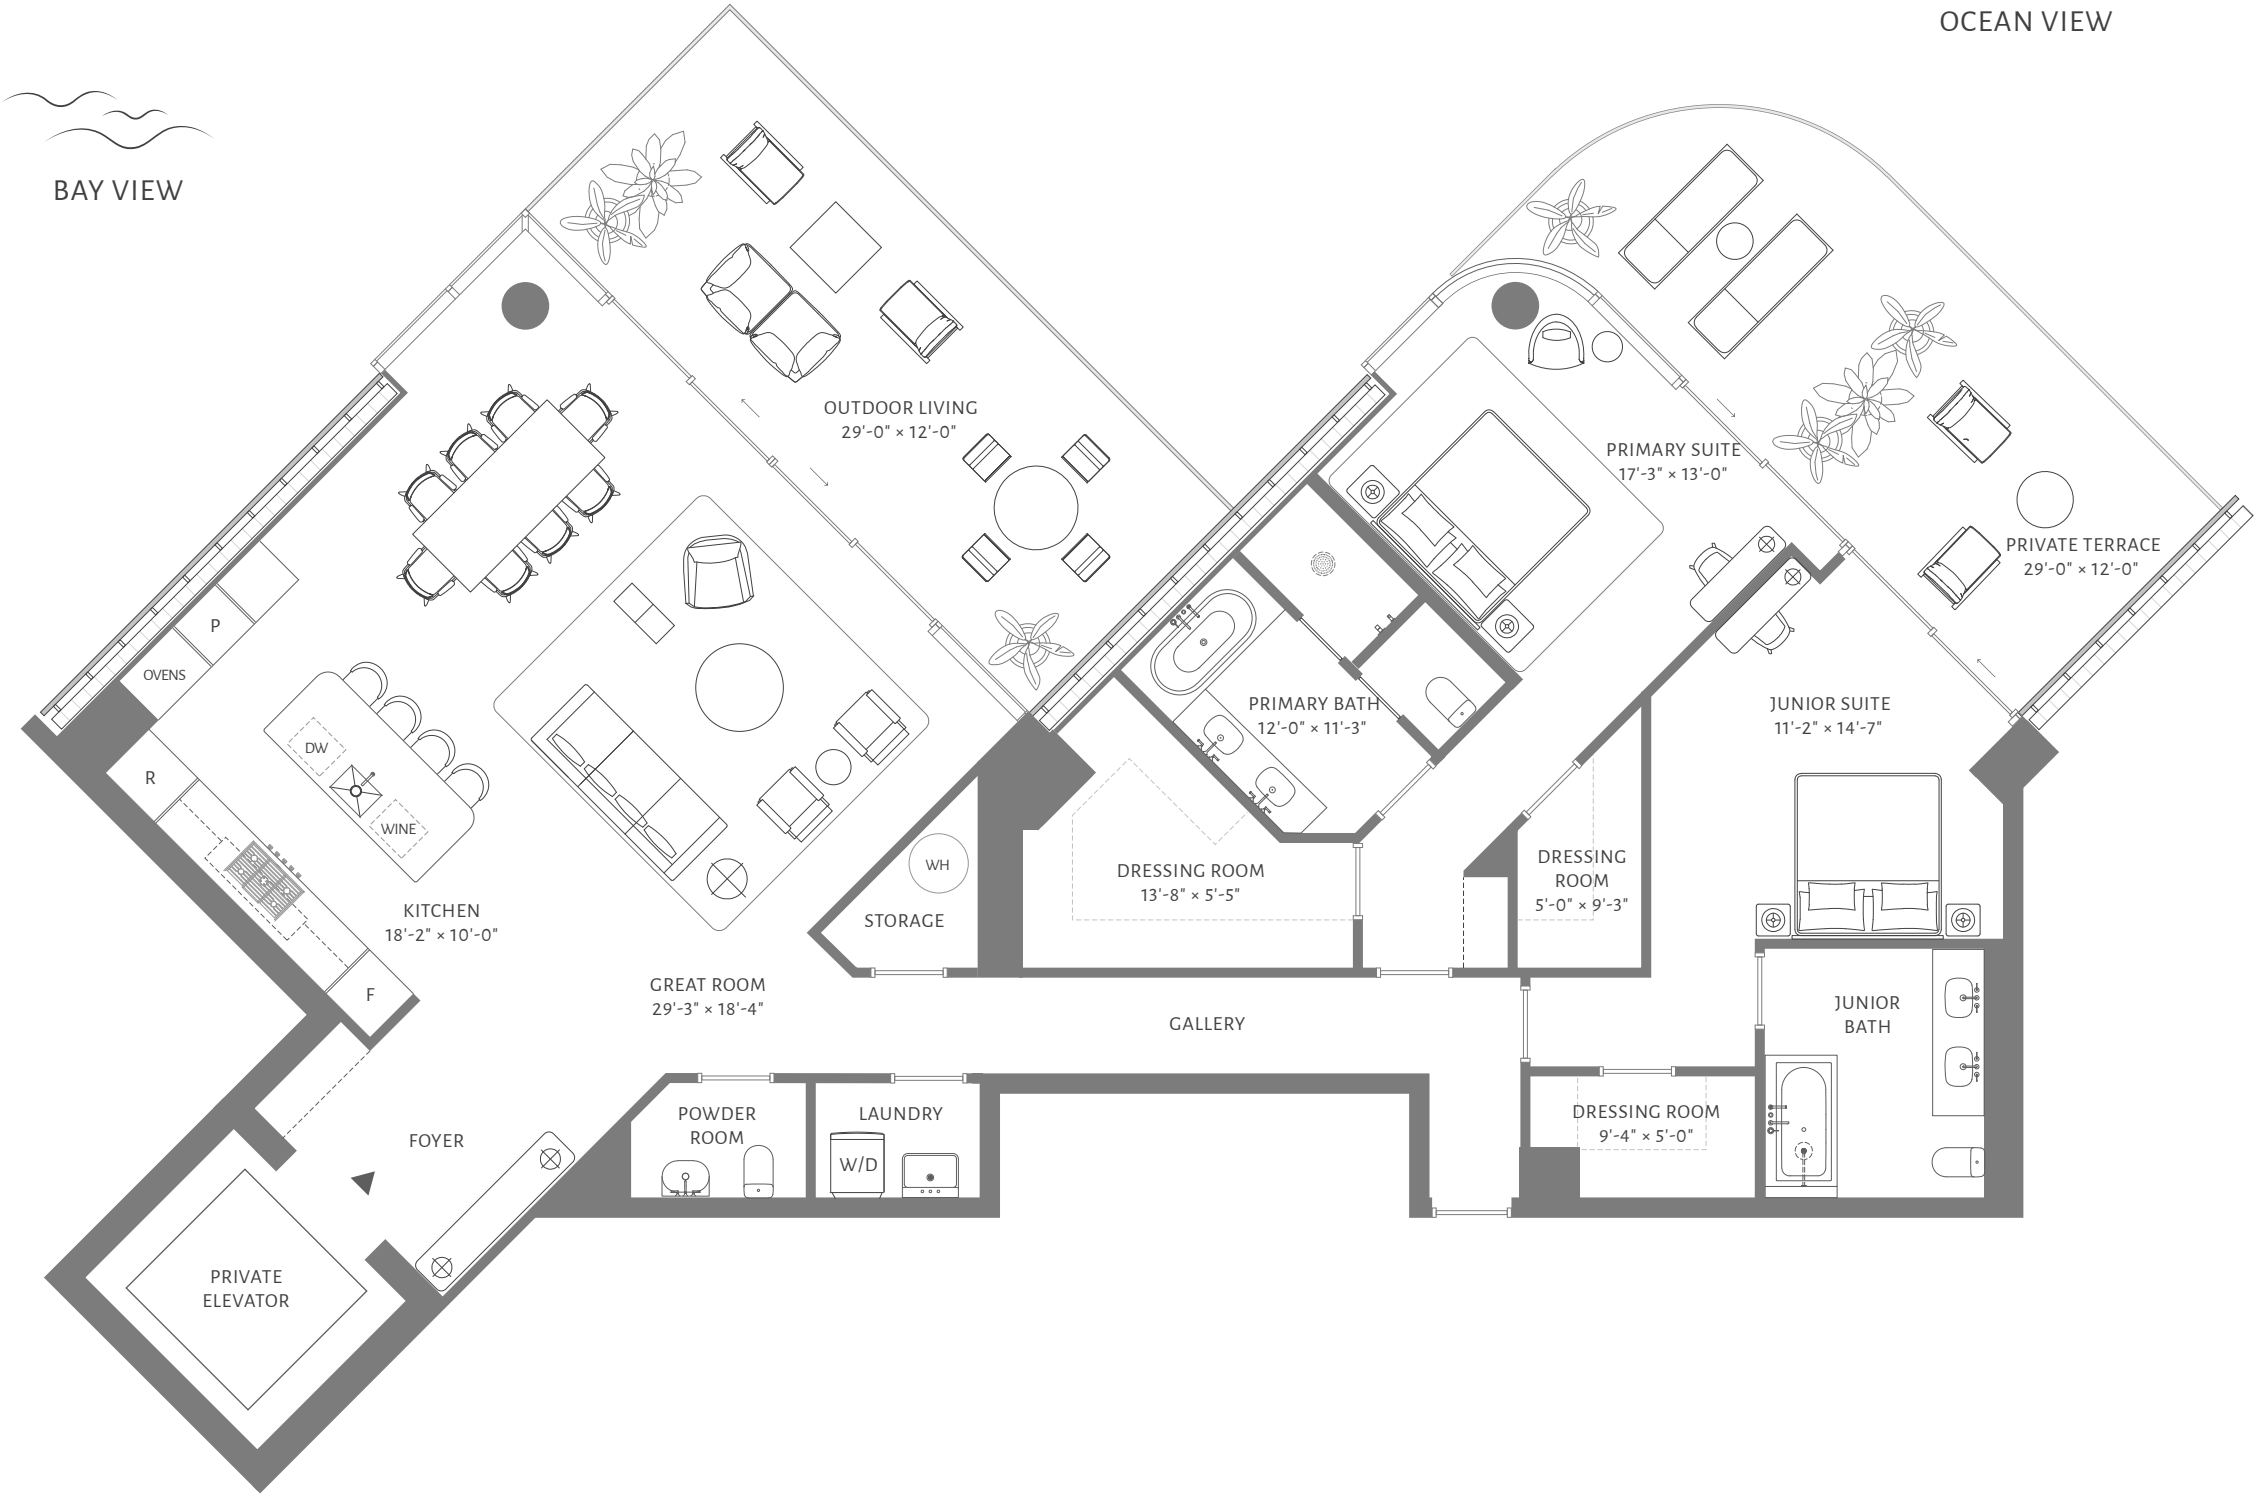 OCEAN VIEW
BAY VIEW
OUTDOOR LIVING
29'-0" × 12'-0"
PRIMARY SUITE
17'-3" × 13'-0"
PRIVATE TERRACE
29'-0" × 12'-0"
P
OVENS
R
DW
WINE
KITCHEN
18'-2" × 10'-0"
F
PRIMARY BATH
12'-0" × 11'-3"
JUNIOR SUITE
11'-2" × 14'-7"
WH
STORAGE
DRESSING ROOM
13'-8" × 5'-5"
DRESSING
ROOM
5'-0" × 9'-3"
GREAT ROOM
29'-3" × 18'-4"
GALLERY
JUNIOR
BATH
POWDER
ROOM
LAUNDRY
W/D
DRESSING ROOM
9'-4" × 5'-0"
FOYER
PRIVATE
ELEVATOR